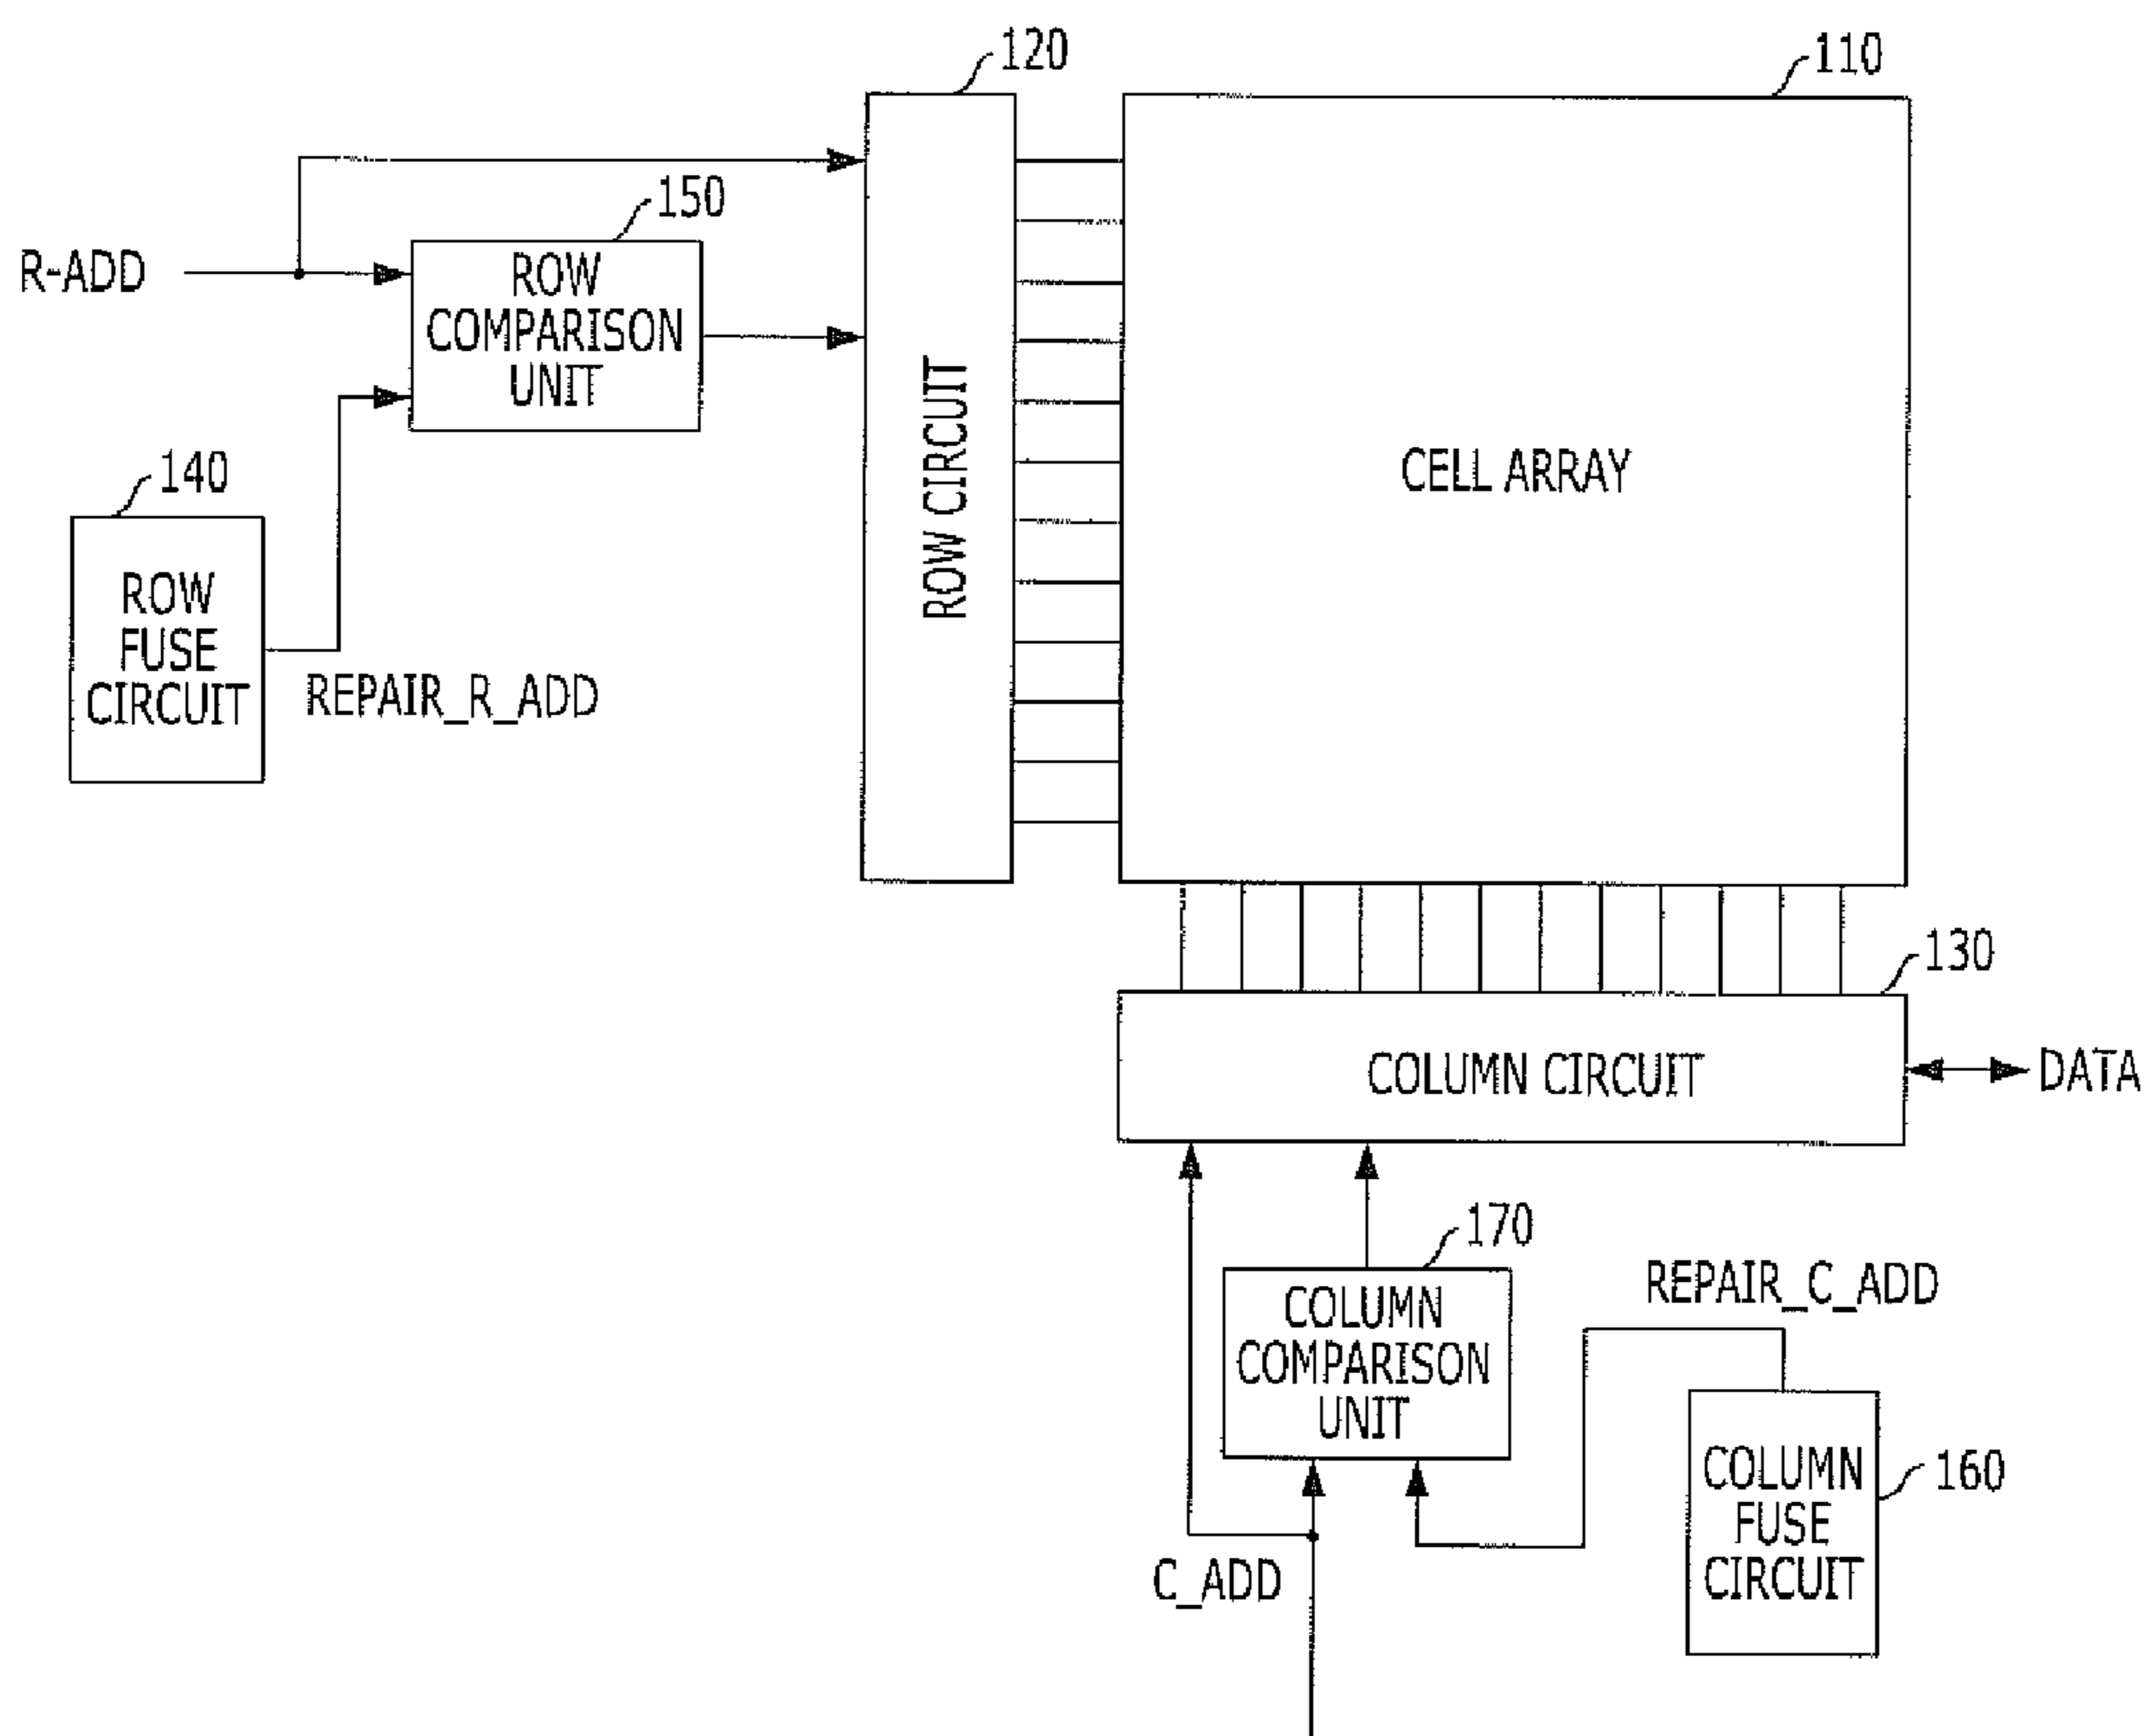 120
110
150
R-ADD
ROW
COMPARISON
UNIT
ROW CIRCUIT
CELL ARRAY
140
ROW
FUSE
CIRCUIT
REPAIR_R_ADD
130
COLUMN CIRCUIT
DATA
170
REPAIR_C_ADD
COLUMN
COMPARISON
UNIT
160
COLUMN
FUSE
CIRCUIT
C_ADD